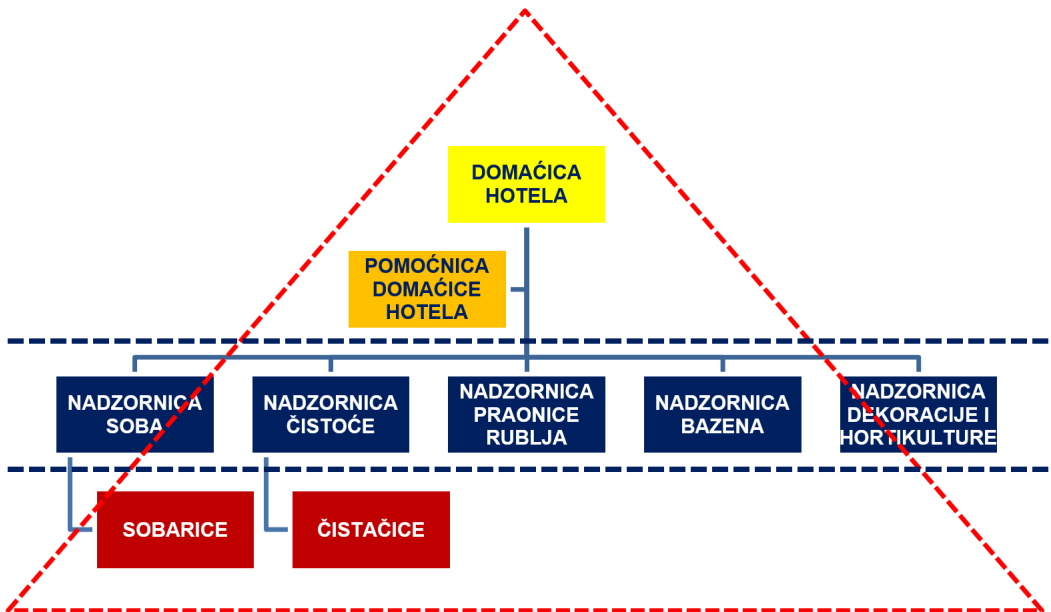 DOMAĆICA
HOTELA
POMOĆNICA
DOMAĆICE
HOTELA
NADZORNICA
SOBA
NADZORNICA
ČISTOĆE
NADZORNICA
PRAONICE
RUBLJA
NADZORNICA
BAZENA
NADZORNICA
DEKORACIJE I
HORTIKULTURE
SOBARICE
ČISTAČICE